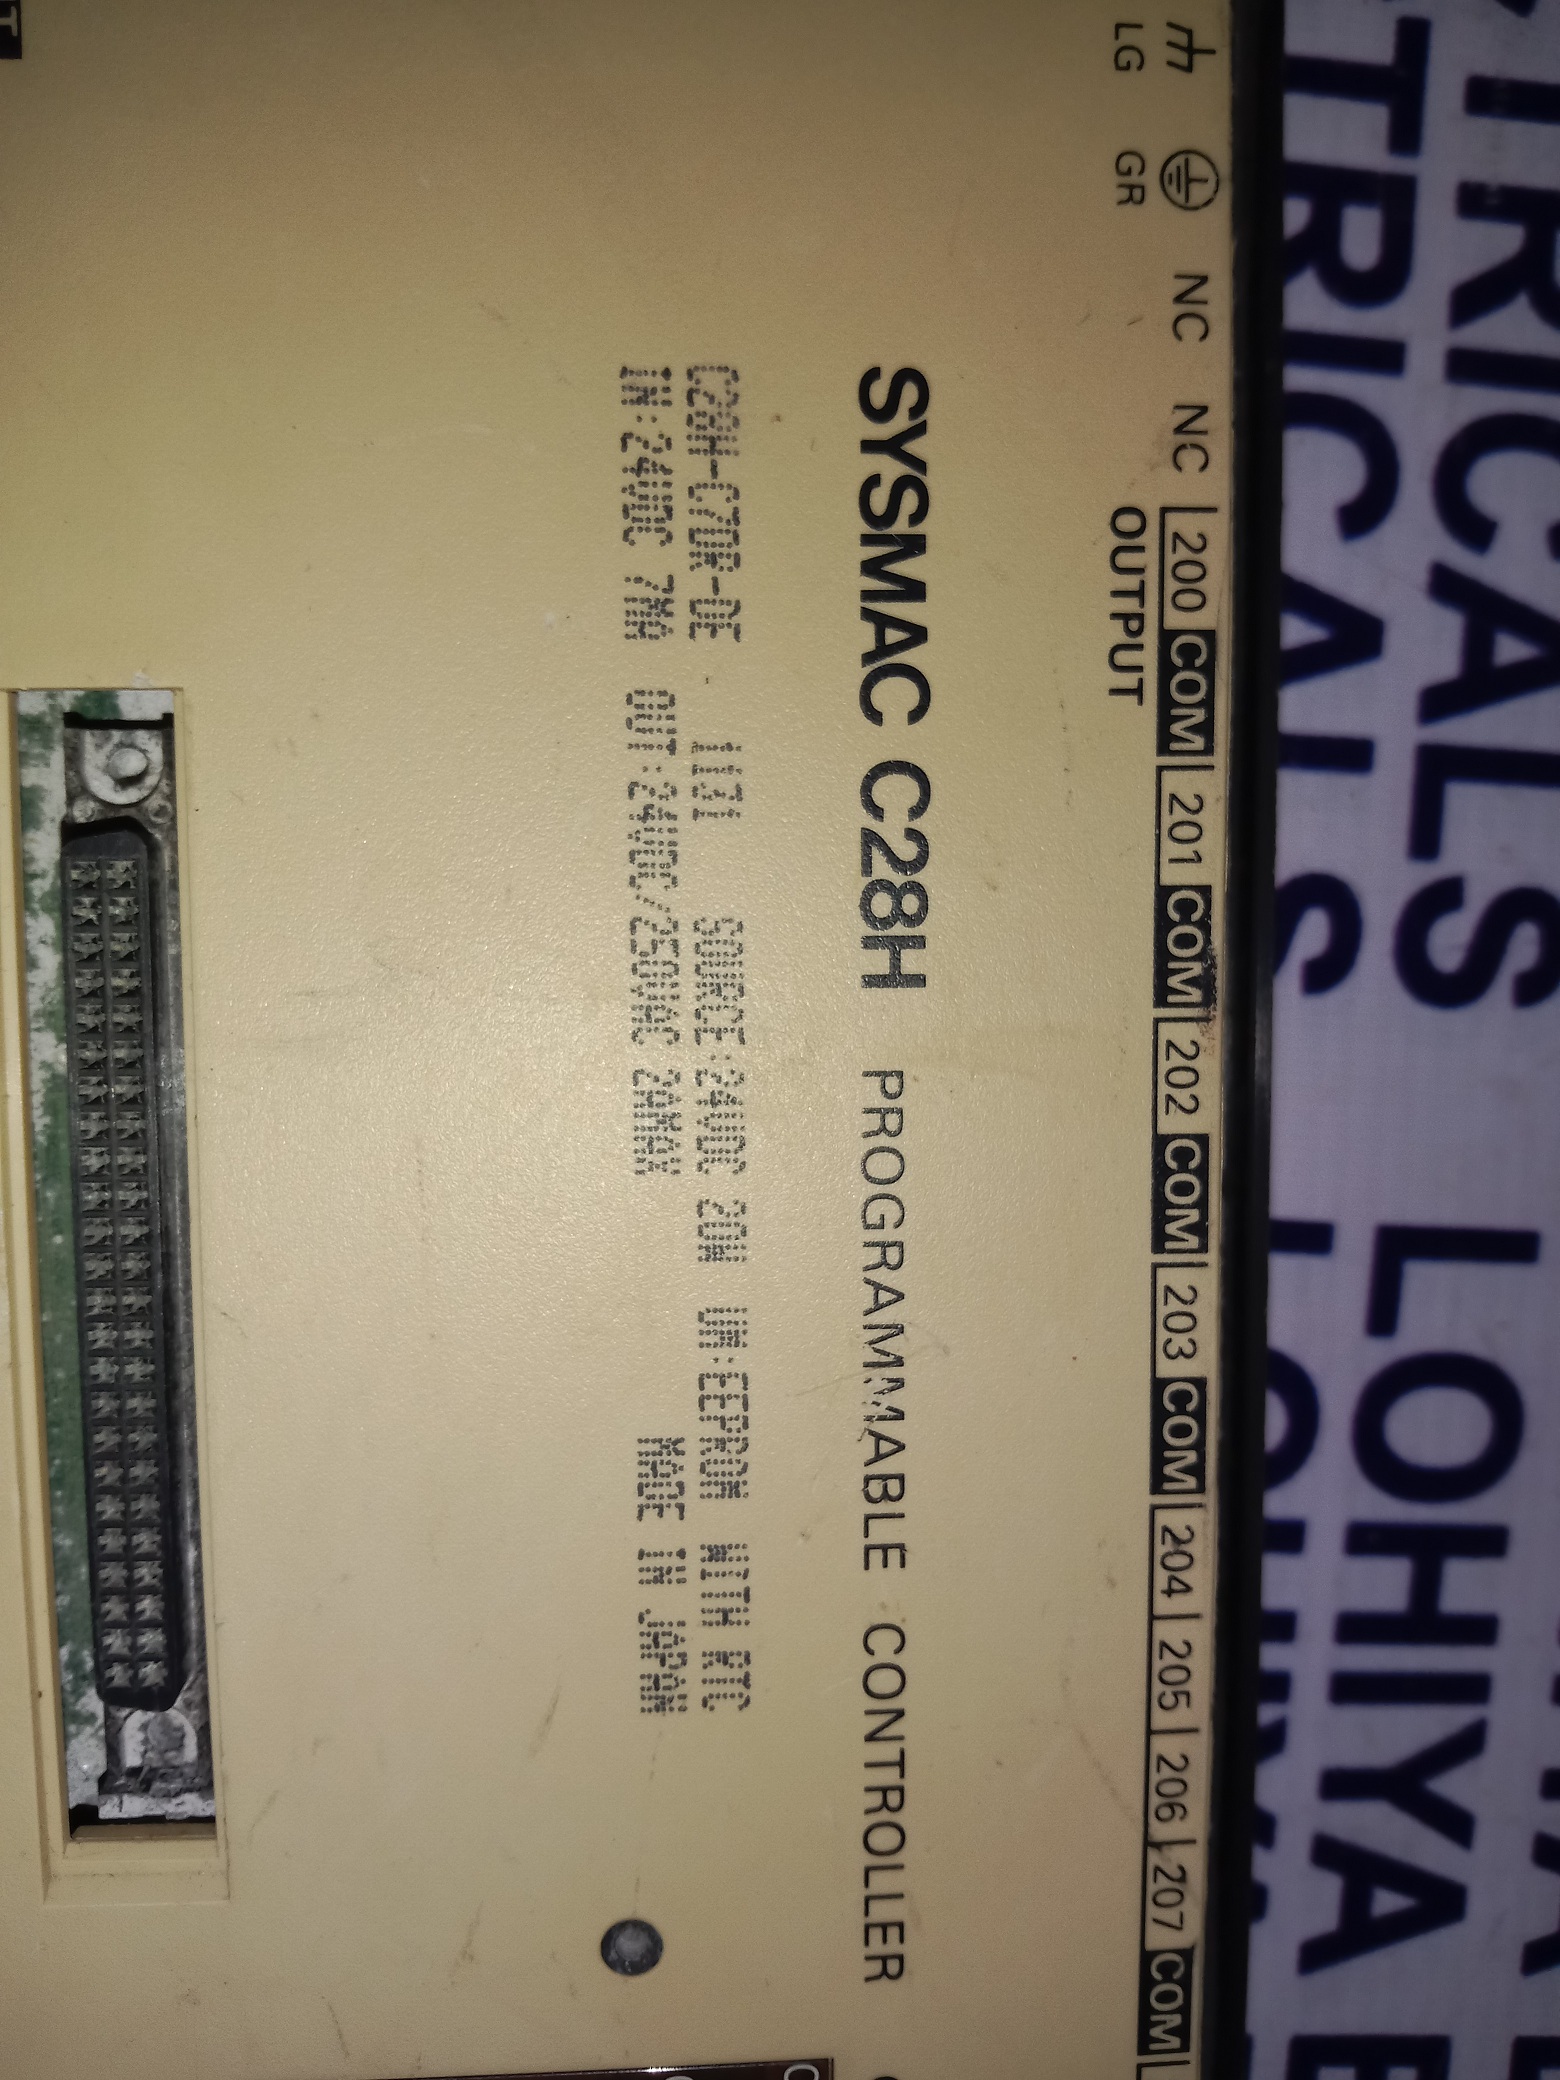 LG GR NC NC 200 COM 201 COM 202 COM 203 COM 204 205 206 207 COM
OUTPUT
SYSMAC C28H PROGRAMMABLE CONTROLLER
C28H-C7DR-DE 1131 SOURCE:24VDC 20W UM:EEPROM WITH RTC
IN:24VDC 7MA OUT:24VDC/250VAC 2AMAX MADE IN JAPAN
LOHIYA